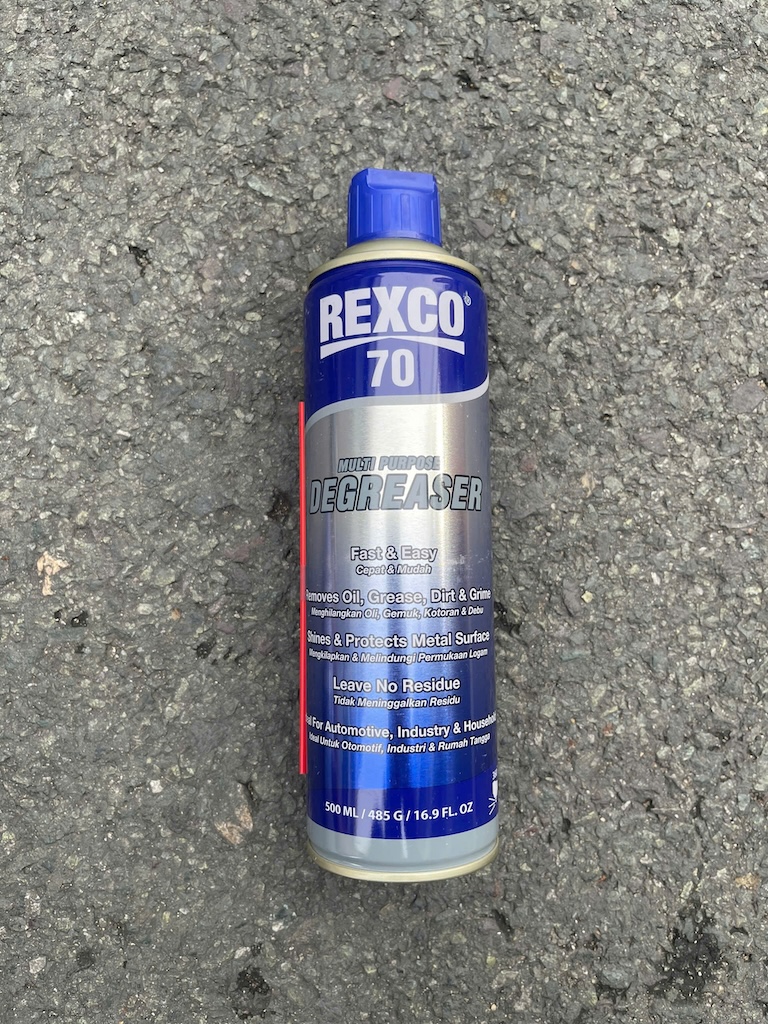 REXCO®
70
MULTI PURPOSE
DEGREASER
Fast & Easy
Cepat & Mudah
Removes Oil, Grease, Dirt & Grime
Menghilangkan Oli, Gemuk, Kotoran & Debu
Shines & Protects Metal Surface
Mengkilapkan & Melindungi Permukaan Logam
Leave No Residue
Tidak Meninggalkan Residu
For Automotive, Industry & Household
Ideal Untuk Otomotif, Industri & Rumah Tangga
500 ML / 485 G / 16.9 FL. OZ